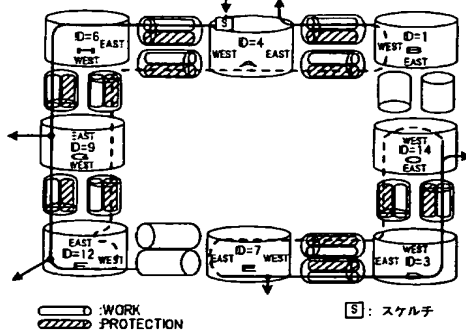 S
ID=6
EAST
WEST
ID=4
WEST
EAST
ID=1
WEST
EAST
EAST
ID=9
WEST
WEST
ID=14
EAST
EAST
ID=12
WEST
ID=7
WEST
EAST
WEST
EAST
ID=3
:WORK
:PROTECTION
S : スケルチ